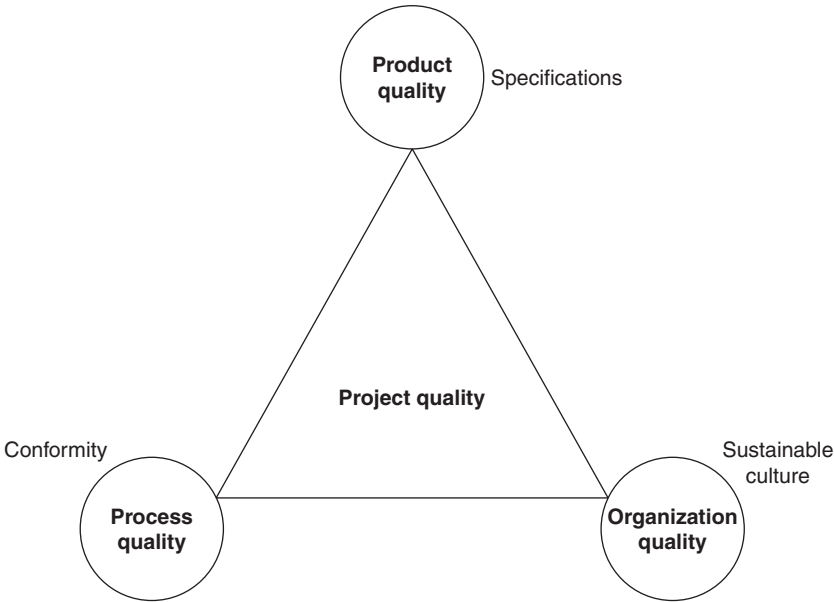 Product
quality
Specifications
Project quality
Conformity
Process
quality
Sustainable
culture
Organization
quality